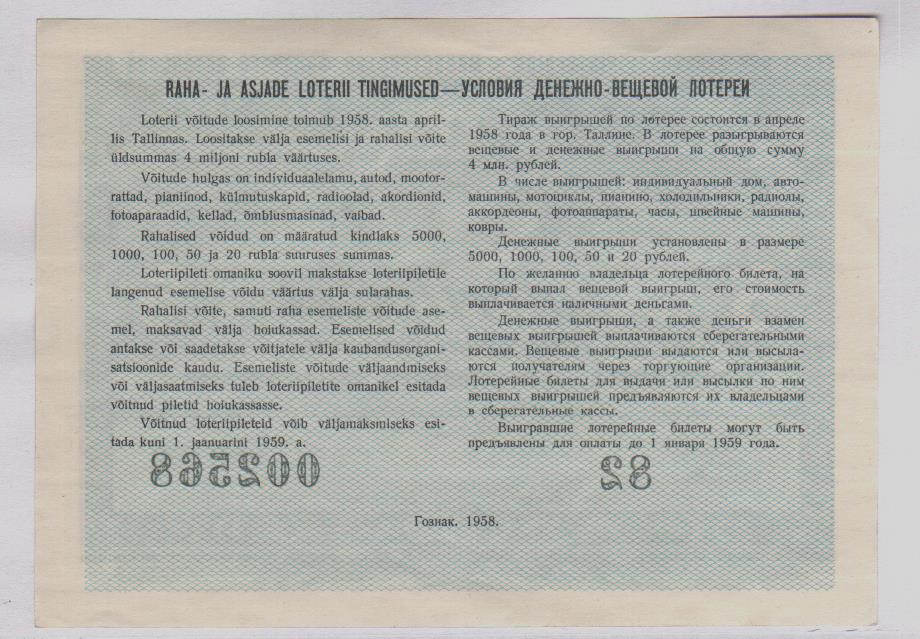 RAHA- JA ASJADE LOTERII TINGIMUSED—УСЛОВИЯ ДЕНЕЖНО-ВЕЩЕВОЙ ЛОТЕРЕИ
Loterii võitude loosimine toimub 1958. aasta april-
lis Tallinnas. Loositakse välja esemelisi ja rahalisi võite
üldsummas 4 miljoni rubla väärtuses.
Võitude hulgas on individuaalelamu, autod, mootor-
rattad, pianiinod, külmutuskapid, radioolad, akordionid,
fotoaparaadid, kellad, õmblusmasinad, vaibad.
Rahalised võidud on määratud kindlaks 5000,
1000, 100, 50 ja 20 rubla suuruses summas.
Loteriipileti omaniku soovil makstakse loteriipiletile
langenud esemelise võidu väärtus välja sularahas.
Rahalisi võite, samuti raha esemeliste võitude ase-
mel, maksavad välja hoiukassad. Esemelised võidud
antakse või saadetakse võitjatele välja kaubandusorgani-
satsioonide kaudu. Esemeliste võitude väljaandmiseks
või väljasaatmiseks tuleb loteriipiletite omanikel esitada
võitnud piletid hoiukassasse.
Võitnud loteriipileteid võib väljamaksmiseks esi-
tada kuni 1. jaanuarini 1959. a.
Тираж выигрышей по лотерее состоится в апреле
1958 года в гор. Таллине. В лотерее разыгрываются
вещевые и денежные выигрыши на общую сумму
4 млн. рублей.
В числе выигрышей: индивидуальный дом, авто-
машины, мотоциклы, пианино, холодильники, радиолы,
аккордеоны, фотоаппараты, часы, швейные машины,
ковры.
Денежные выигрыши установлены в размере
5000, 1000, 100, 50 и 20 рублей.
По желанию владельца лотерейного билета, на
который выпал вещевой выигрыш, его стоимость
выплачивается наличными деньгами.
Денежные выигрыши, а также деньги взамен
вещевых выигрышей выплачиваются сберегательными
кассами. Вещевые выигрыши выдаются или высыла-
ются получателям через торгующие организации.
Лотерейные билеты для выдачи или высылки по ним
вещевых выигрышей предъявляются их владельцами
в сберегательные кассы.
Выигравшие лотерейные билеты могут быть
предъявлены для оплаты до 1 января 1959 года.
002568
82
Гознак. 1958.